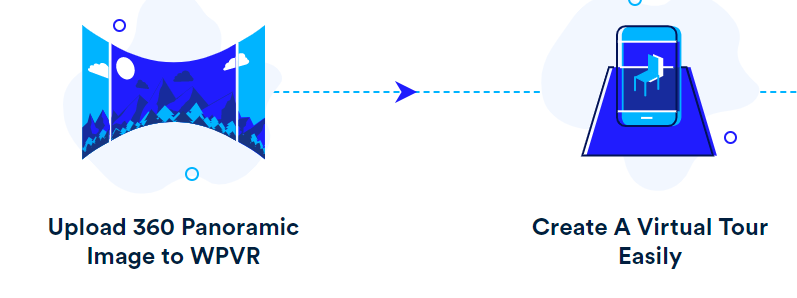 Upload 360 Panoramic
Image to WPVR
Create A Virtual Tour
Easily